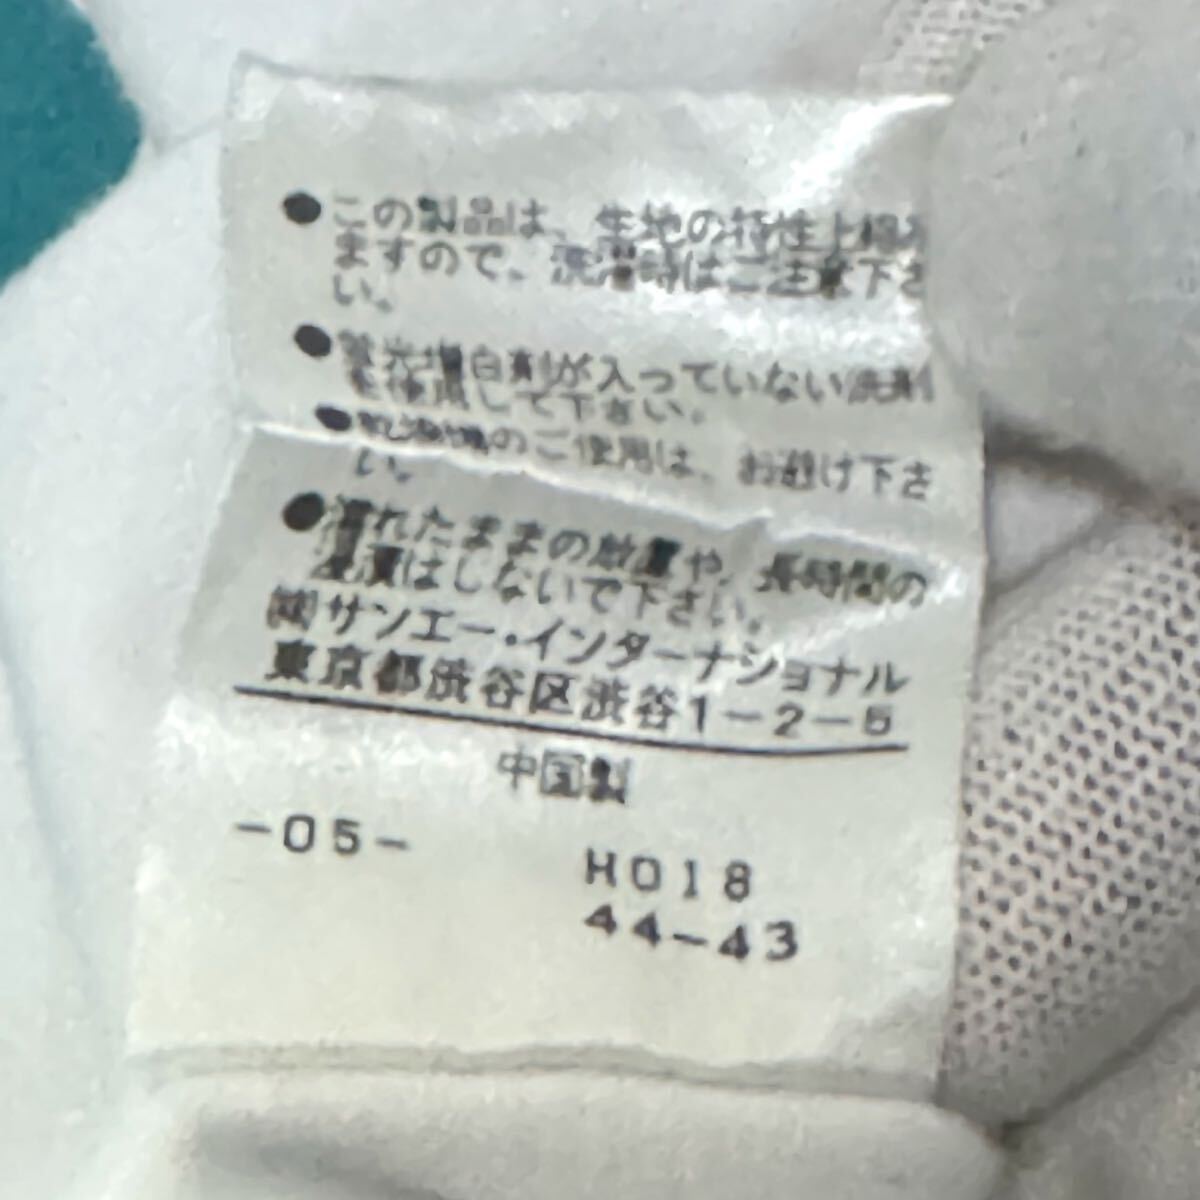 ●この製品は、生地の特性上縮み
ますので、洗濯時はご注意下さ
い。
●蛍光増白剤が入っていない洗剤
を使用して下さい。
●乾燥機のご使用は、お避け下さ
い。
●濡れたままの放置や、長時間の
浸漬はしないで下さい。
㈱サンエー・インターナショナル
東京都渋谷区渋谷1-2-5
中国製
-05-
H018
44-43